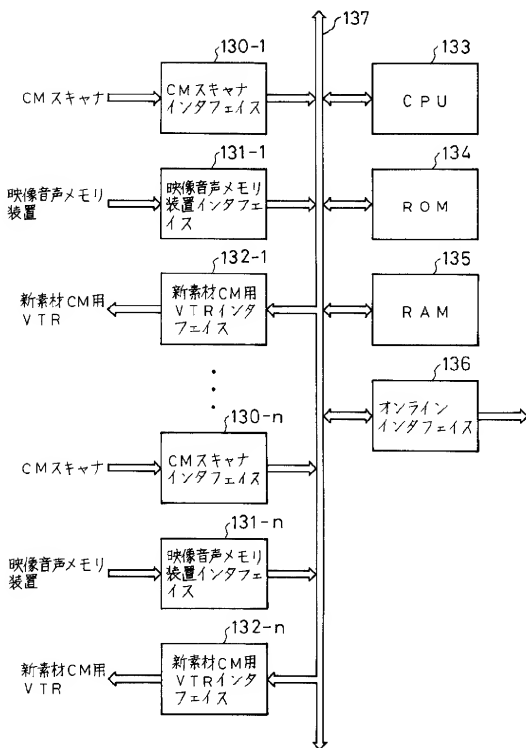 137
130-1
CMスキャナ
CMスキャナ
インタフェイス
133
CPU
131-1
映像音声メモリ
装置
映像音声メモリ
装置インタフェ
イス
134
ROM
132-1
新素材CM用
VTR
新素材CM用
VTRインタ
フェイス
135
RAM
136
オンライン
インタフェイス
130-n
CMスキャナ
CMスキャナ
インタフェイス
131-n
映像音声メモリ
装置
映像音声メモリ
装置インタフェ
イス
132-n
新素材CM用
VTR
新素材CM用
VTRインタ
フェイス